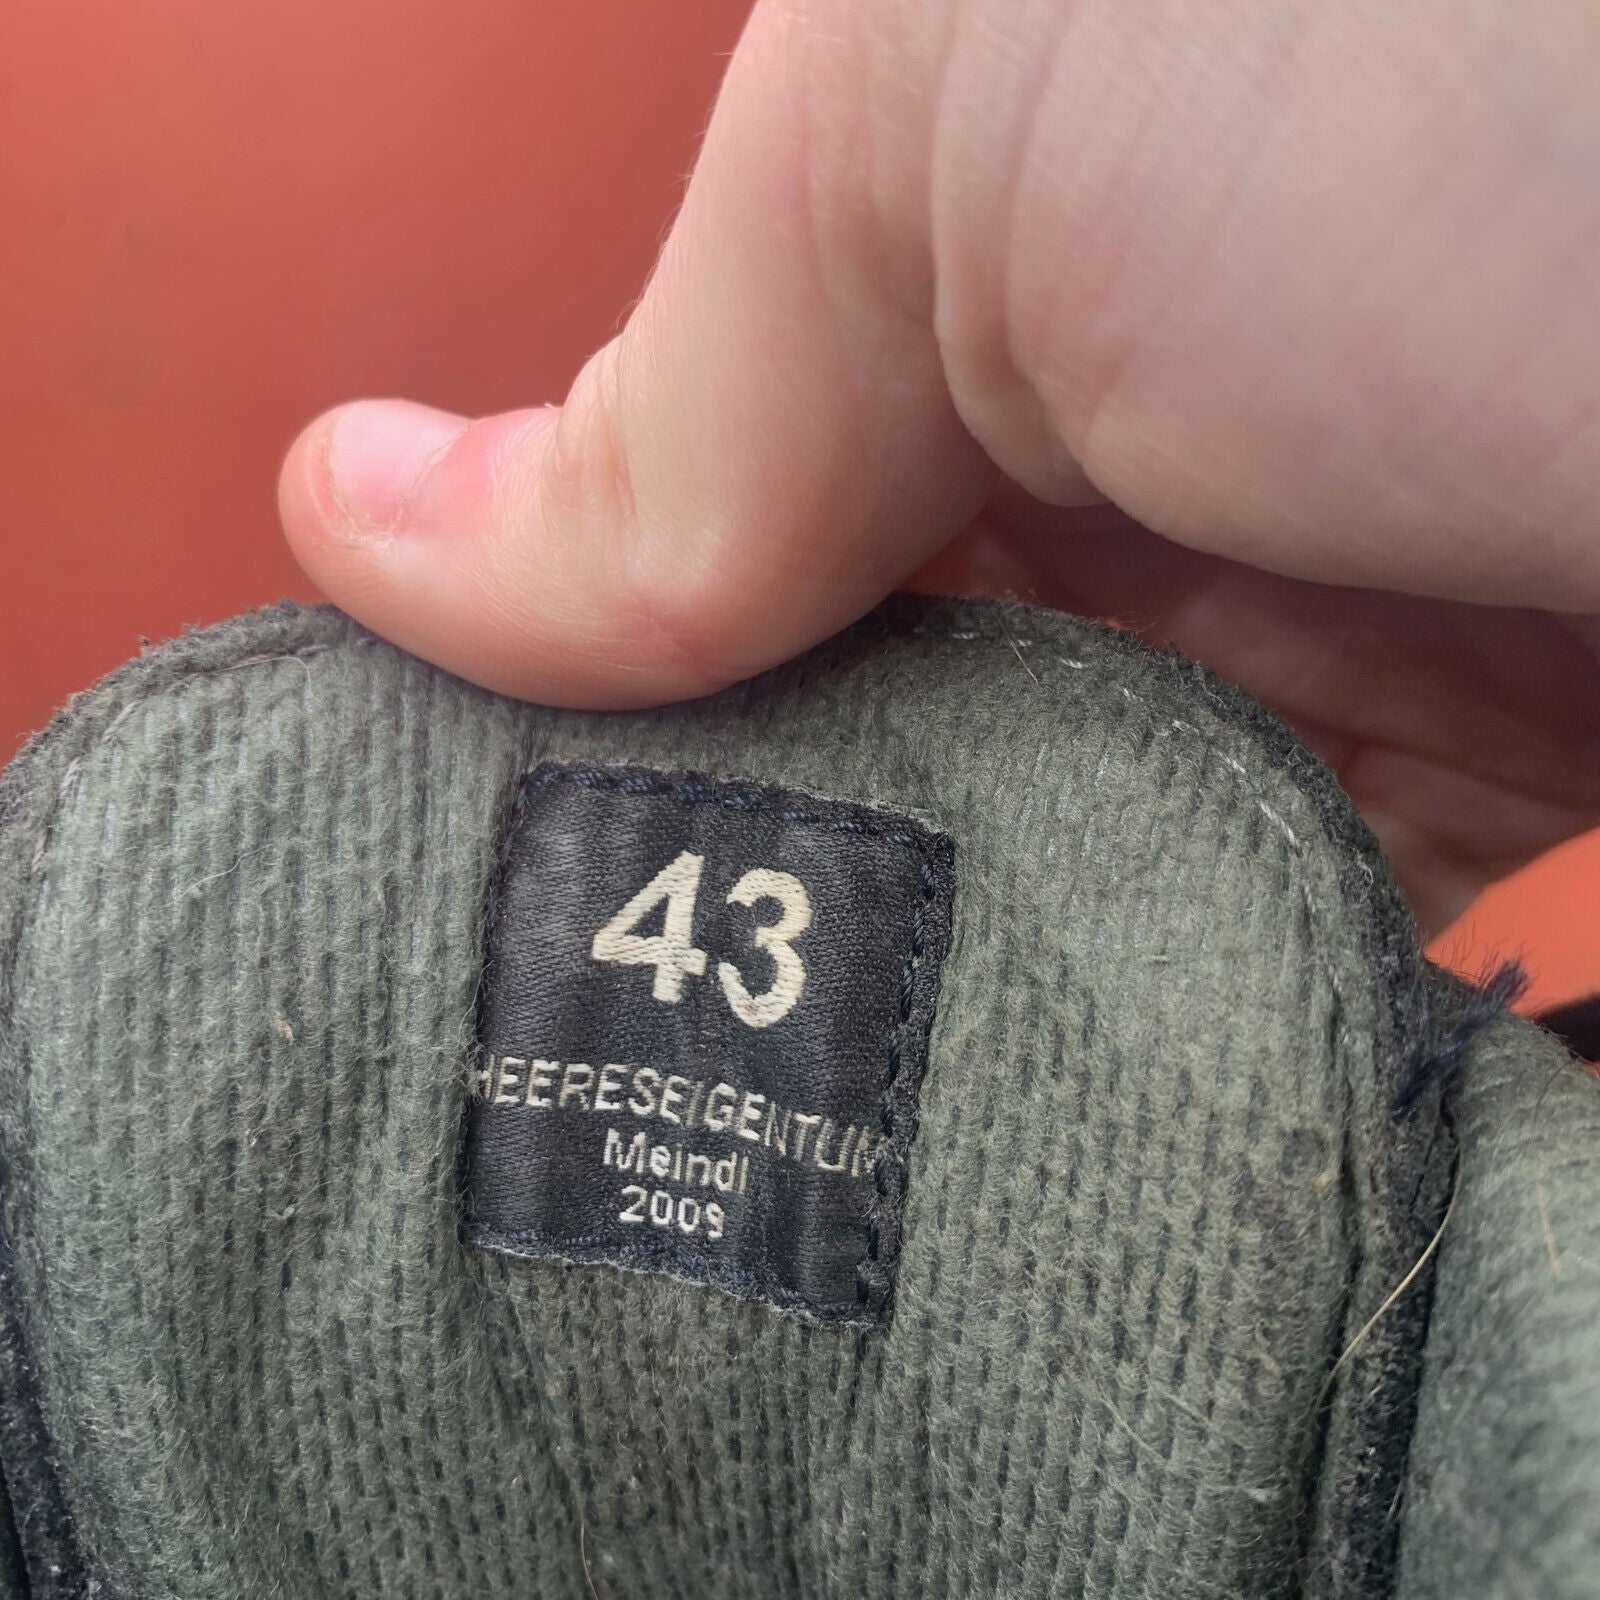 43
HEERESEIGENTUM
Meindl
2009